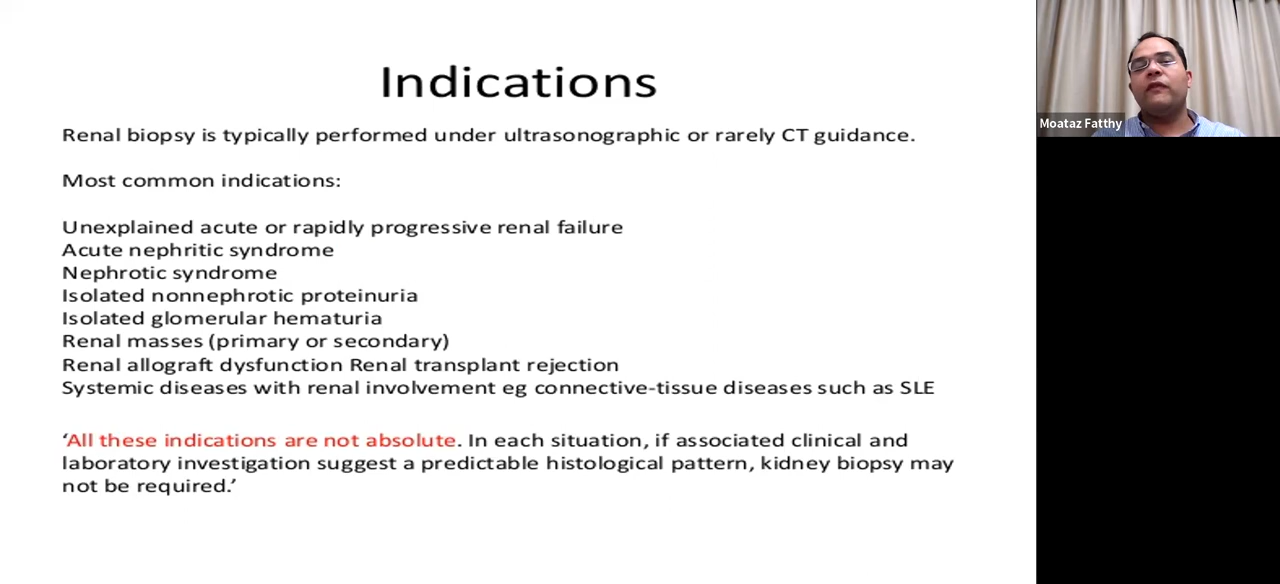 Indications
Renal biopsy is typically performed under ultrasonographic or rarely CT guidance.
Most common indications:
Unexplained acute or rapidly progressive renal failure
Acute nephritic syndrome
Nephrotic syndrome
Isolated nonnephrotic proteinuria
Isolated glomerular hematuria
Renal masses (primary or secondary)
Renal allograft dysfunction Renal transplant rejection
Systemic diseases with renal involvement eg connective-tissue diseases such as SLE
‘All these indications are not absolute. In each situation, if associated clinical and
laboratory investigation suggest a predictable histological pattern, kidney biopsy may
not be required.’
Moataz Fatthy